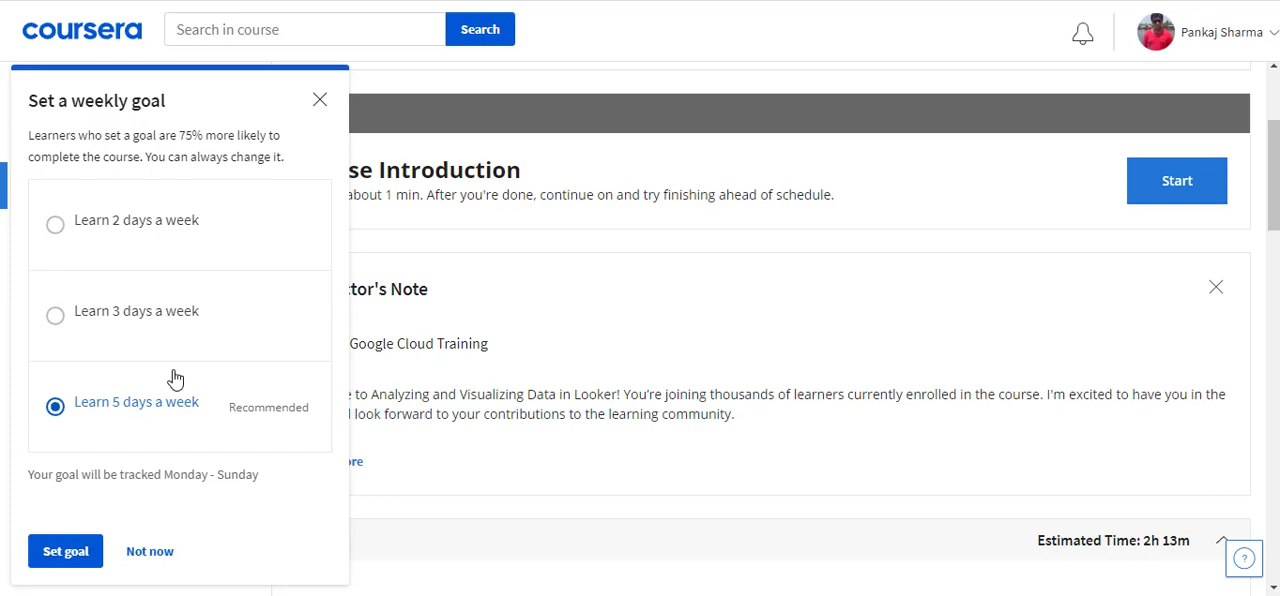 coursera
Search in course
Search
Pankaj Sharma
Set a weekly goal
Learners who set a goal are 75% more likely to
complete the course. You can always change it.
Learn 2 days a week
Learn 3 days a week
Learn 5 days a week
Recommended
Your goal will be tracked Monday - Sunday
Set goal
Not now
se Introduction
about 1 min. After you're done, continue on and try finishing ahead of schedule.
Start
ctor's Note
Google Cloud Training
e to Analyzing and Visualizing Data in Looker! You're joining thousands of learners currently enrolled in the course. I'm excited to have you in the
look forward to your contributions to the learning community.
ore
Estimated Time: 2h 13m
?